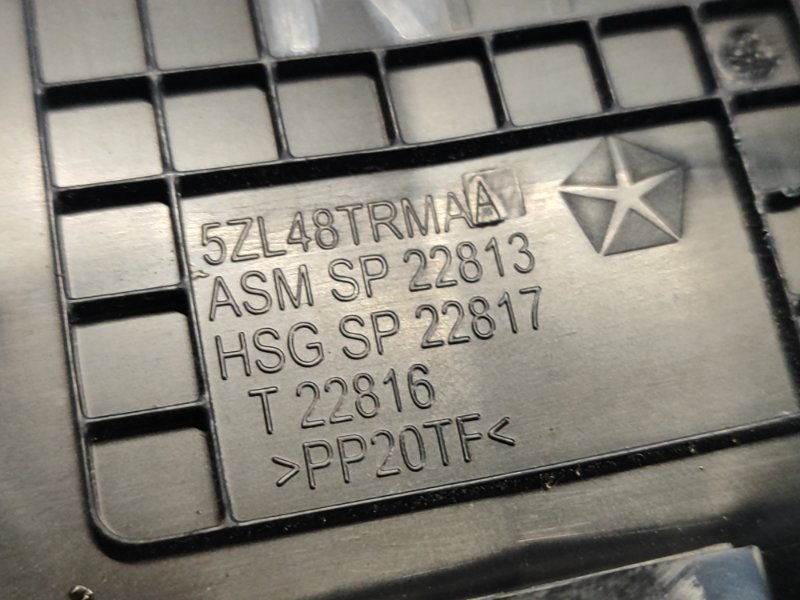 5ZL48TRMAA
ASM SP 22813
HSG SP 22817
T 22816
>PP20TF<